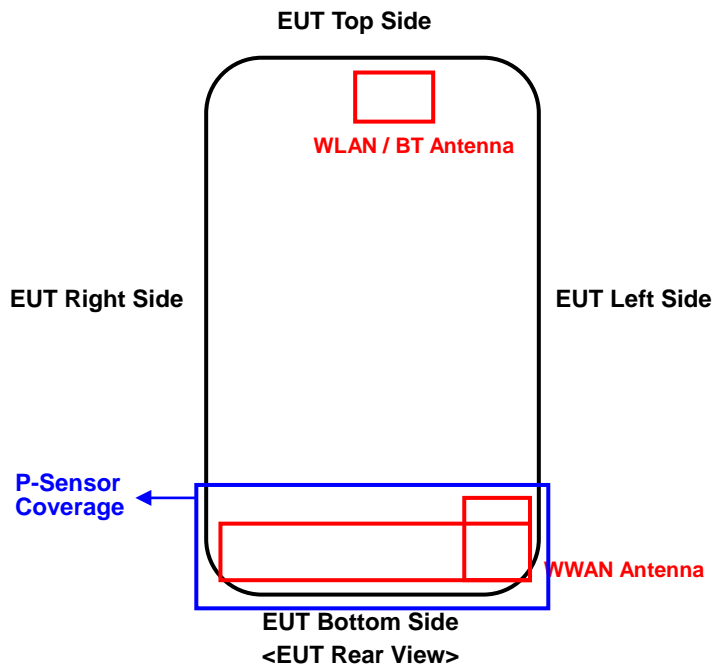 EUT Top Side
WLAN / BT Antenna
EUT Right Side
EUT Left Side
P-Sensor
Coverage
WWAN Antenna
EUT Bottom Side
<EUT Rear View>